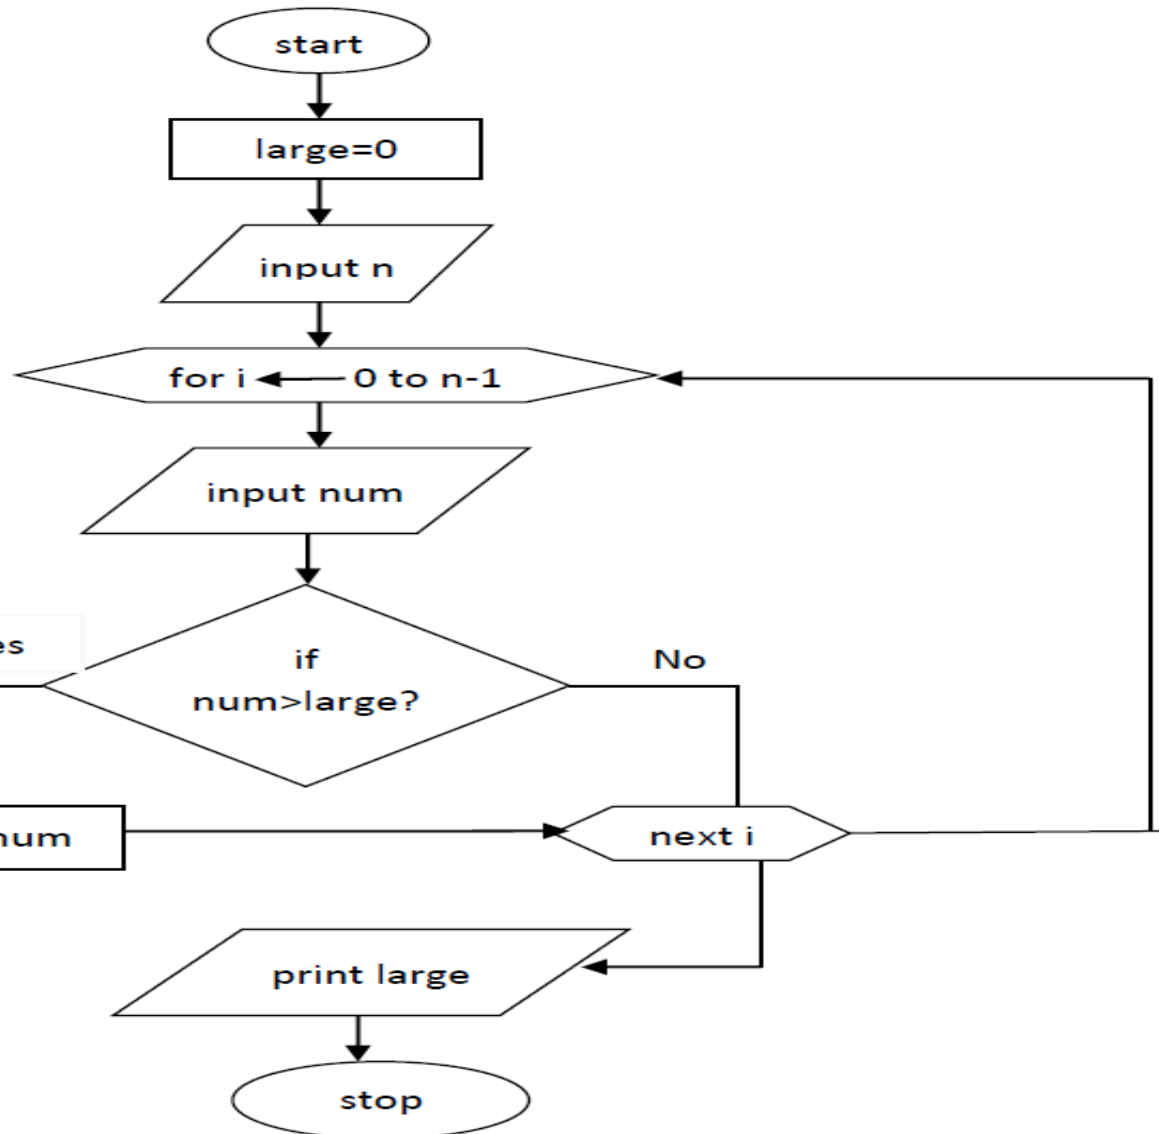 start
large=0
input n
for i 0 to n-1
input num
es
if
No
num>large?
num
next i
print large
stop